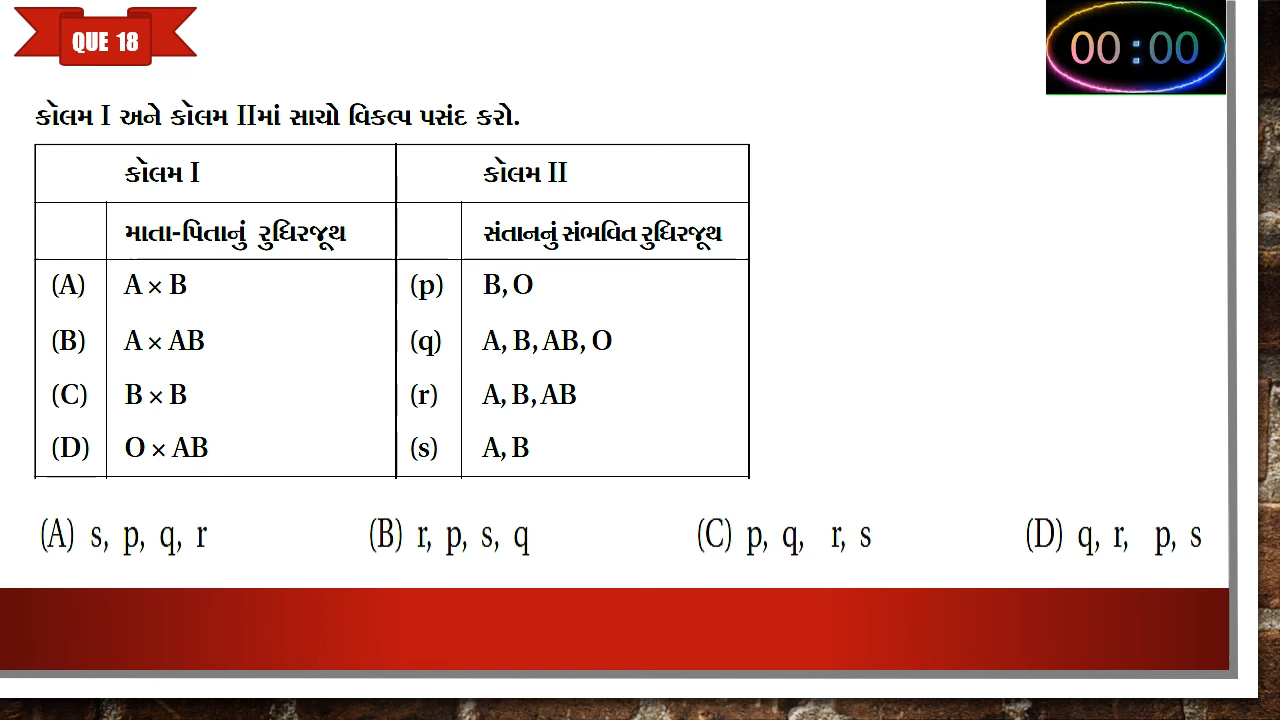 QUE 18
00:00
કોલમ I અને કોલમ IIમાં સાચો વિકલ્પ પસંદ કરો.
કોલમ I કોલમ II
માતા-પિતાનું રુધિરજૂથ સંતાનનું સંભવિત રુધિરજૂથ
(A) A × B (p) B, O
(B) A × AB (q) A, B, AB, O
(C) B × B (r) A, B, AB
(D) O × AB (s) A, B
(A) s, p, q, r (B) r, p, s, q (C) p, q, r, s (D) q, r, p, s